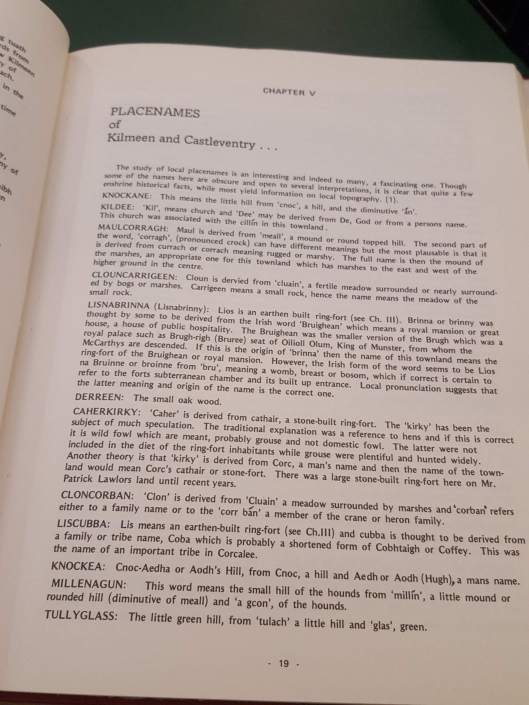 CHAPTER V
PLACENAMES
of
Kilmeen and Castleventry . . .
The study of local placenames is an interesting and indeed to many, a fascinating one. Though
some of the names here are obscure and open to several interpretations, it is clear that quite a few
enshrine historical facts, while most yield information on local topography. (1).
KNOCKANE: This means the little hill from 'cnoc', a hill, and the diminutive 'ín'.
KILDEE: 'Kil', means church and 'Dee' may be derived from De, God or from a persons name.
This church was associated with the cillín in this townland.
MAULCORRAGH: Maul is derived from 'meall', a mound or round topped hill. The second part of
the word, 'corragh', (pronounced crock) can have different meanings but the most plausable is that it
is derived from currach or corrach meaning rugged or marshy. The full name is then the mound of
the marshes, an appropriate one for this townland which has marshes to the east and west of the
higher ground in the centre.
CLOUNCARRIGEEN: Cloun is dervied from 'cluain', a fertile meadow surrounded or nearly surround-
ed by bogs or marshes. Carrigeen means a small rock, hence the name means the meadow of the
small rock.
LISNABRINNA (Lisnabrinny): Lios is an earthen built ring-fort (see Ch. III). Brinna or brinny was
thought by some to be derived from the Irish word 'Bruighean' which means a royal mansion or great
house, a house of public hospitality. The Bruighean was the smaller version of the Brugh which was a
royal palace such as Brugh-righ (Bruree) seat of Oilioll Olum, King of Munster, from whom the
McCarthys are descended. If this is the origin of 'brinna' then the name of this townland means the
ring-fort of the Bruighean or royal mansion. However, the Irish form of the word seems to be Lios
na Bruinne or broinne from 'bru', meaning a womb, breast or bosom, which if correct is certain to
refer to the forts subterranean chamber and its built up entrance. Local pronunciation suggests that
the latter meaning and origin of the name is the correct one.
DERREEN: The small oak wood.
CAHERKIRKY: 'Caher' is derived from cathair, a stone-built ring-fort. The 'kirky' has been the
subject of much speculation. The traditional explanation was a reference to hens and if this is correct
it is wild fowl which are meant, probably grouse and not domestic fowl. The latter were not
included in the diet of the ring-fort inhabitants while grouse were plentiful and hunted widely.
Another theory is that 'kirky' is derived from Corc, a man's name and then the name of the town-
land would mean Corc's cathair or stone-fort. There was a large stone-built ring-fort here on Mr.
Patrick Lawlors land until recent years.
CLONCORBAN: 'Clon' is derived from 'Cluain' a meadow surrounded by marshes and 'corban' refers
either to a family name or to the 'corr bán' a member of the crane or heron family.
LISCUBBA: Lis means an earthen-built ring-fort (see Ch.III) and cubba is thought to be derived from
a family or tribe name, Coba which is probably a shortened form of Cobhtaigh or Coffey. This was
the name of an important tribe in Corcalee.
KNOCKEA: Cnoc-Aedha or Aodh's Hill, from Cnoc, a hill and Aedh or Aodh (Hugh), a mans name.
MILLENAGUN: This word means the small hill of the hounds from 'millín', a little mound or
rounded hill (diminutive of meall) and 'a gcon', of the hounds.
TULLYGLASS: The little green hill, from 'tulach' a little hill and 'glas', green.
- 19 -